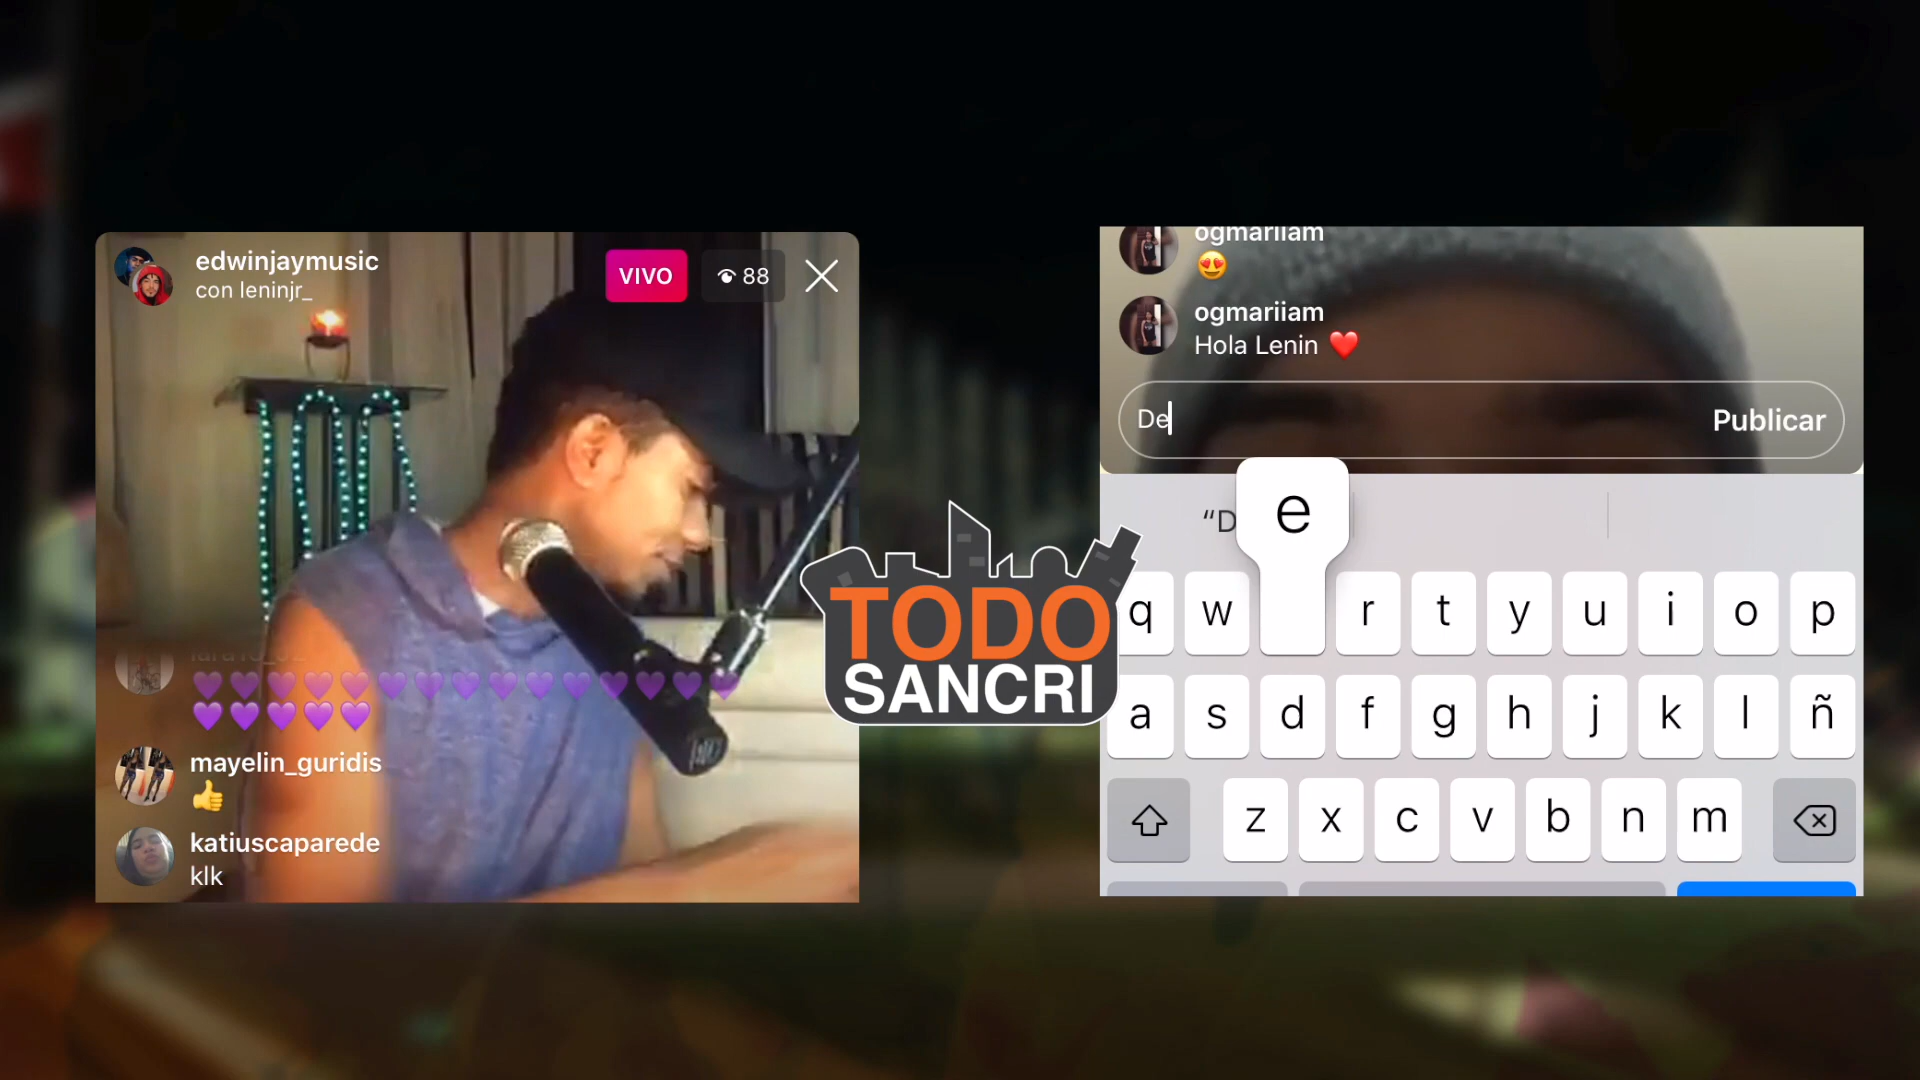 edwinjaymusic
con leninjr_
VIVO
88
mayelin_guridis
katiuscaparede
klk
TODO
SANCRI
ogmariiam
ogmariiam
Hola Lenin
De
Publicar
“D
e
q w r t y u i o p
a s d f g h j k l ñ
z x c v b n m